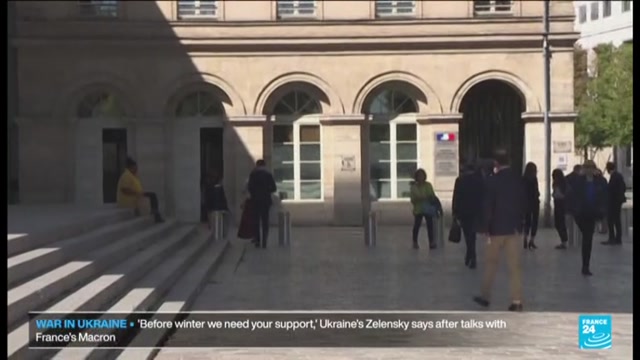 WAR IN UKRAINE • 'Before winter we need your support,' Ukraine's Zelensky says after talks with
France's Macron
FRANCE
24